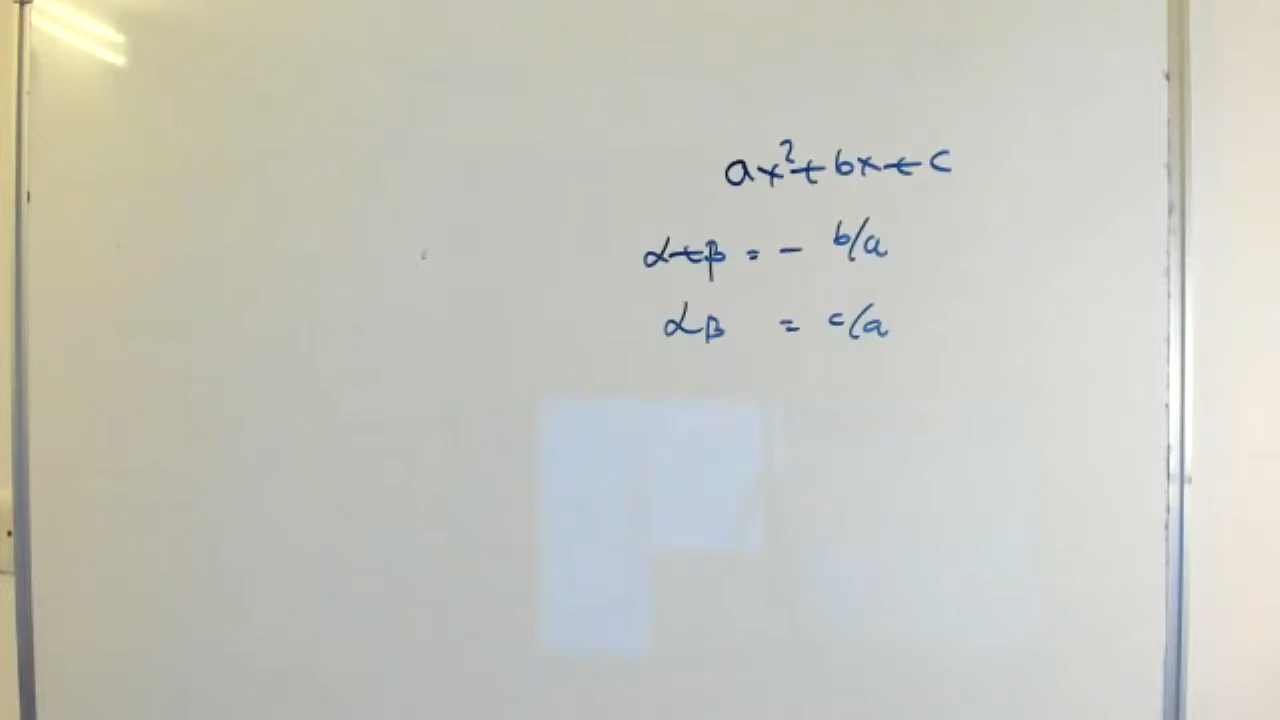 ax²+bx+c
α+β = - b/a
αβ = c/a